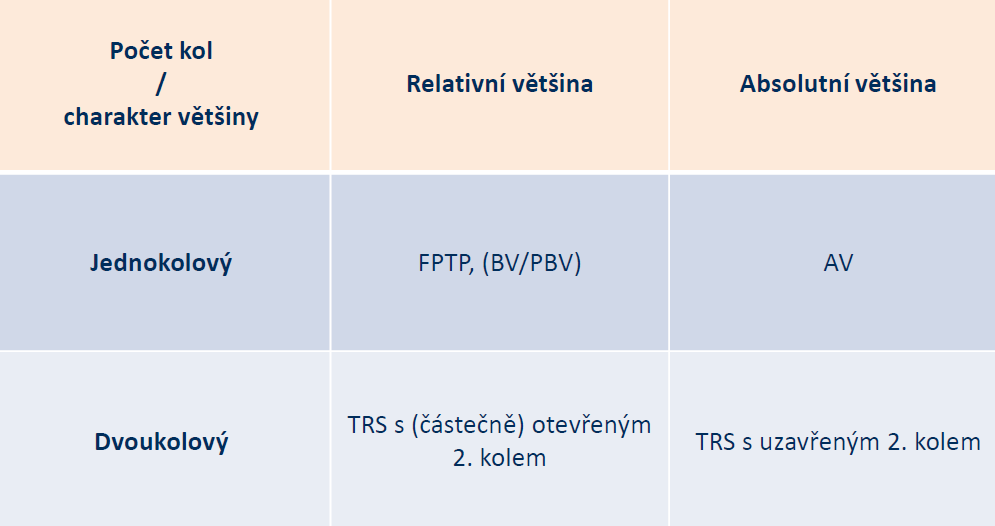 Počet kol
/
charakter většiny
Relativní většina
Absolutní většina
Jednokolový
FPTP, (BV/PBV)
AV
Dvoukolový
TRS s (částečně) otevřeným
2. kolem
TRS s uzavřeným 2. kolem